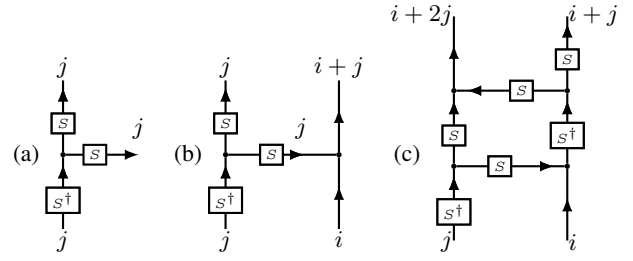 i + 2j i + j
S
j j i + j
S
S S j
(a) S (b) S j (c) S S†
S
S† S† S†
j j i j i